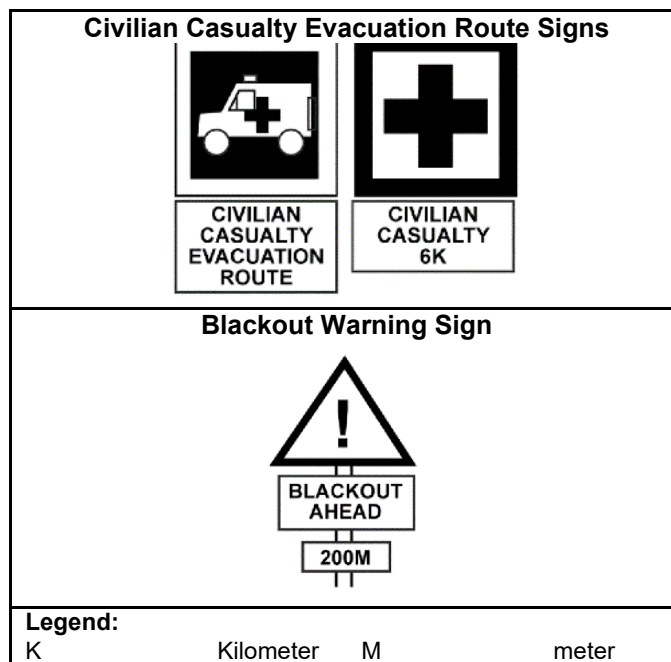 Civilian Casualty Evacuation Route Signs
CIVILIAN
CASUALTY
EVACUATION
ROUTE
CIVILIAN
CASUALTY
6K
Blackout Warning Sign
!
BLACKOUT
AHEAD
200M
Legend:
K Kilometer M meter